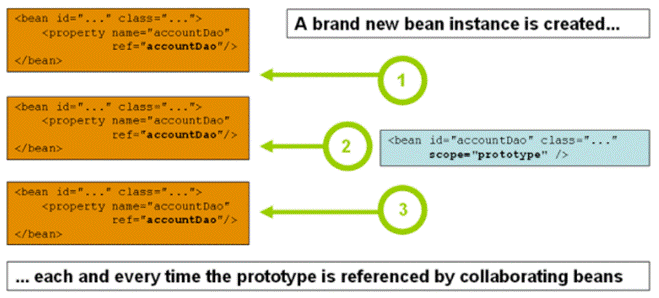 <bean id="..." class="...">
<property name="accountDao"
ref="accountDao"/>
</bean>
A brand new bean instance is created...
1
<bean id="..." class="...">
<property name="accountDao"
ref="accountDao"/>
</bean>
2
<bean id="accountDao" class="..."
scope="prototype" />
<bean id="..." class="...">
<property name="accountDao"
ref="accountDao"/>
</bean>
3
... each and every time the prototype is referenced by collaborating beans